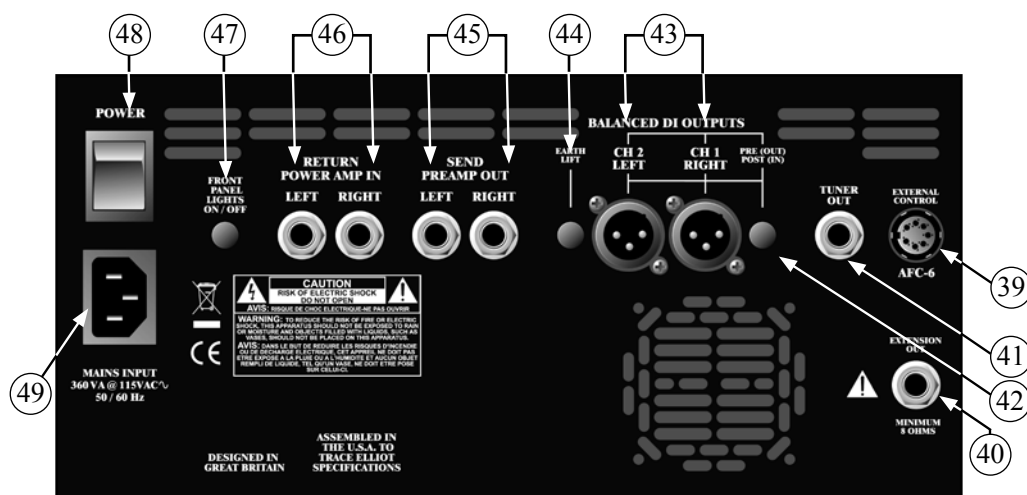 48
47
46
45
44
43
POWER
FRONT
PANEL
LIGHTS
ON / OFF
RETURN
POWER AMP IN
LEFT
RIGHT
SEND
PREAMP OUT
LEFT
RIGHT
BALANCED DI OUTPUTS
EARTH
LIFT
CH 2
LEFT
CH 1
RIGHT
PRE (OUT)
POST (IN)
TUNER
OUT
EXTERNAL
CONTROL
AFC-6
39
41
42
40
49
EXTENSION
OUT
MINIMUM
8 OHMS
MAINS INPUT
360 VA @ 115VAC∿
50 / 60 Hz
CE
CAUTION
RISK OF ELECTRIC SHOCK
DO NOT OPEN
AVIS: RISQUE DE CHOC ELECTRIQUE-NE PAS OUVRIR
WARNING: TO REDUCE THE RISK OF FIRE OR ELECTRIC
SHOCK, THIS APPARATUS SHOULD NOT BE EXPOSED TO RAIN
OR MOISTURE AND OBJECTS FILLED WITH LIQUIDS, SUCH AS
VASES, SHOULD NOT BE PLACED ON THIS APPARATUS.
AVIS: DANS LE BUT DE REDUIRE LES RISQUES D'INCENDIE
OU DE DECHARGE ELECTRIQUE, CET APPREIL NE DOIT PAS
ETRE EXPOSE A LA PLUIE OU A L'HUMIDITE ET AUCUN OBJET
REMPLI DE LIQUIDE, TEL QU'UN VASE, NE DOIT ETRE POSE
SUR CELUI-CI.
DESIGNED IN
GREAT BRITAIN
ASSEMBLED IN
THE U.S.A. TO
TRACE ELLIOT
SPECIFICATIONS